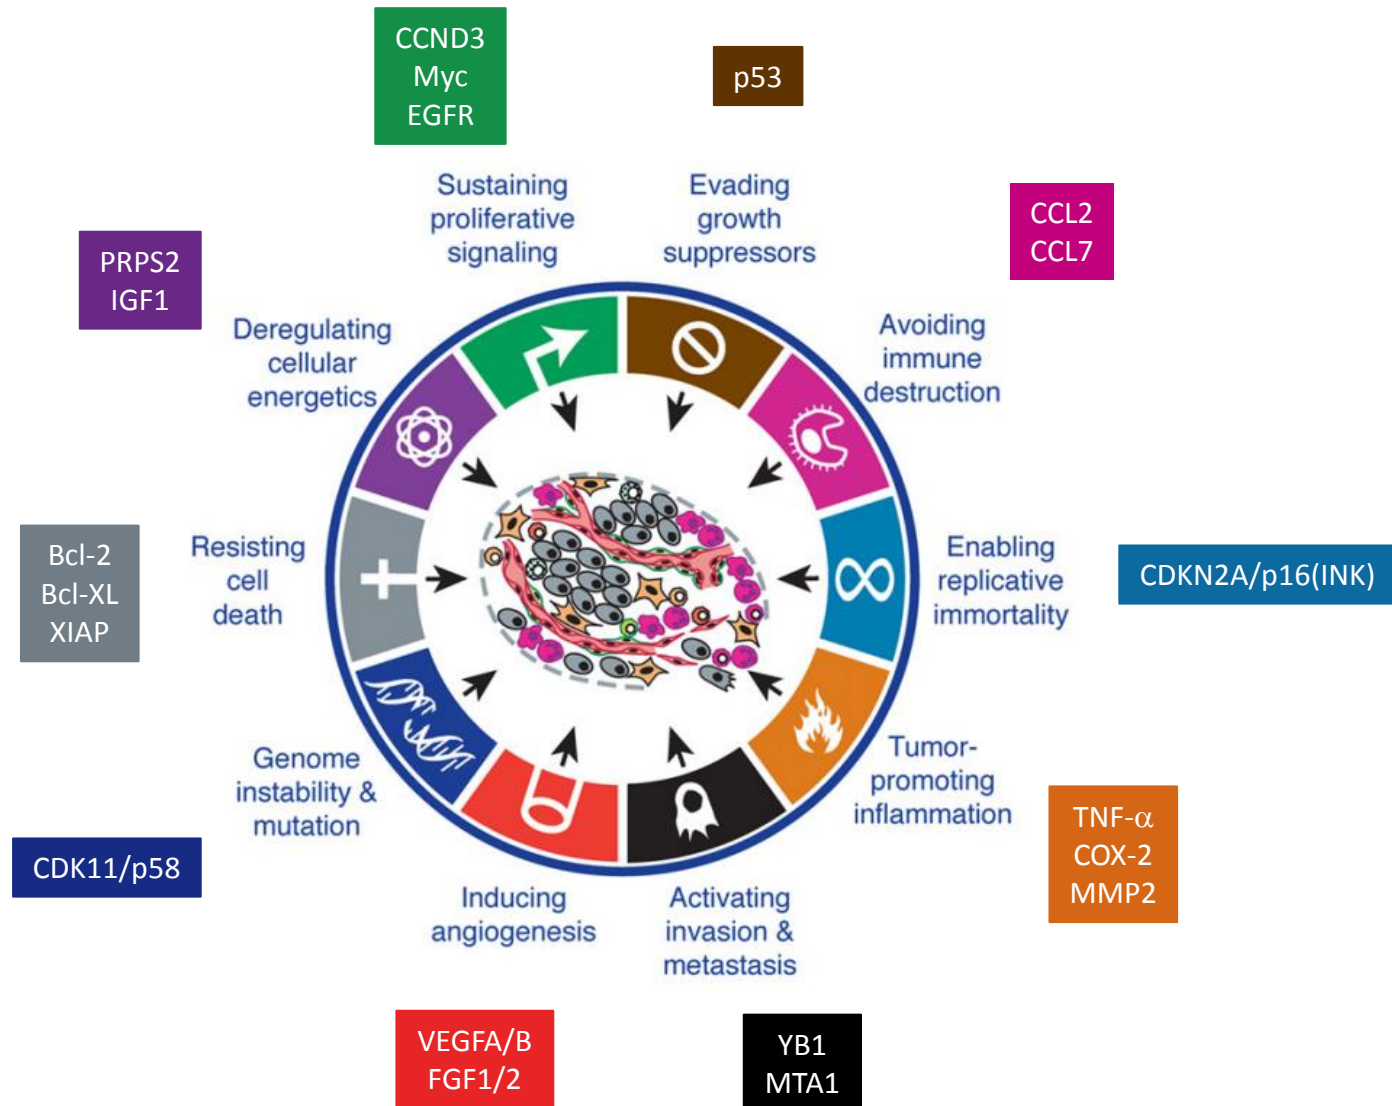 CCND3
Myc
EGFR
p53
Sustaining
proliferative
signaling
Evading
growth
suppressors
CCL2
CCL7
PRPS2
IGF1
Deregulating
cellular
energetics
Avoiding
immune
destruction
Bcl-2
Bcl-XL
XIAP
Resisting
cell
death
Enabling
replicative
immortality
CDKN2A/p16(INK)
Genome
instability &
mutation
Tumor-
promoting
inflammation
CDK11/p58
TNF-α
COX-2
MMP2
Inducing
angiogenesis
Activating
invasion &
metastasis
VEGFA/B
FGF1/2
YB1
MTA1